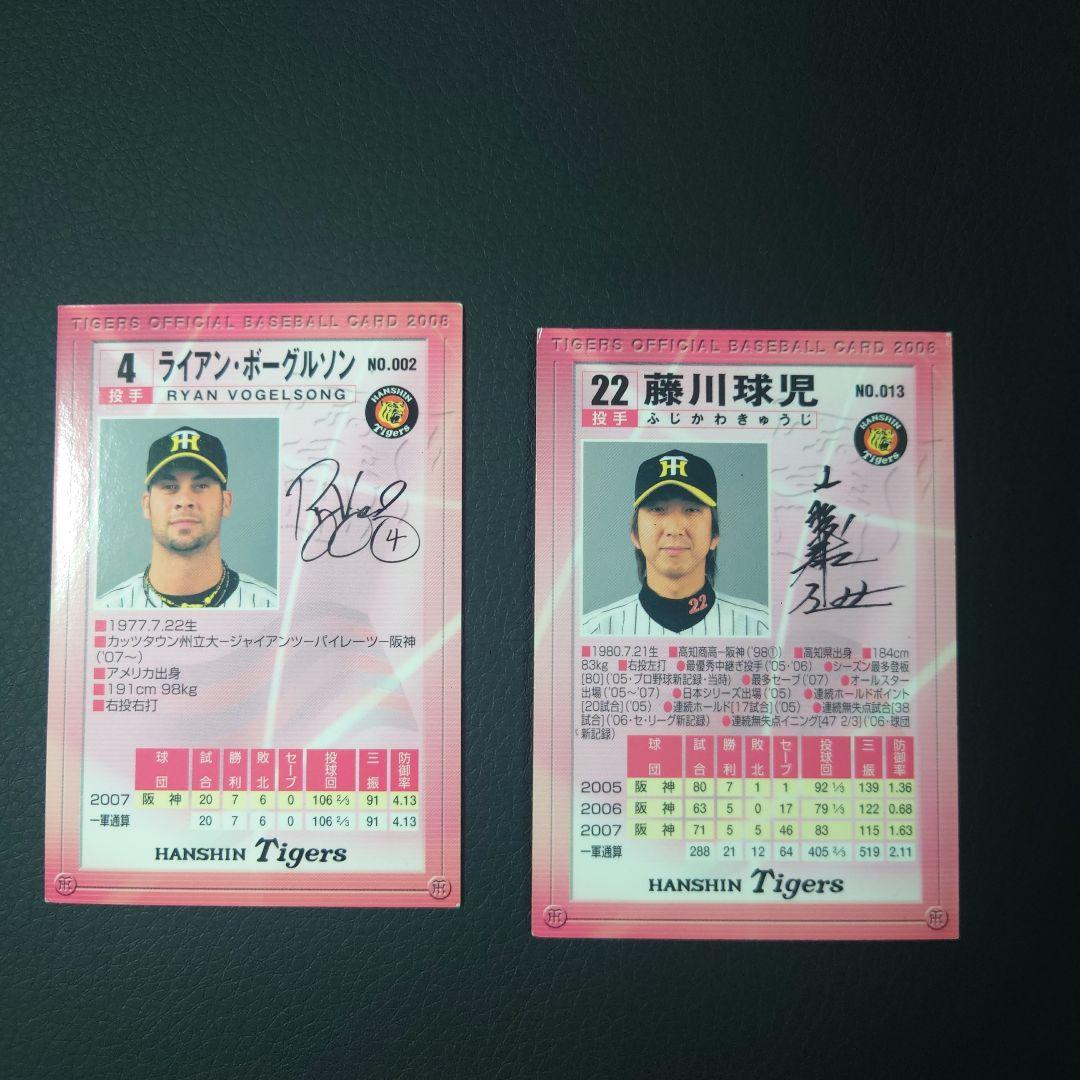 TIGERS OFFICIAL BASEBALL CARD 2008
4 ライアン・ボーグルソン NO.002
投手 RYAN VOGELSONG
HANSHIN Tigers
4
■1977.7.22生
■カッツタウン州立大ージャイアンツーパイレーツー阪神
('07〜)
■アメリカ出身
■191cm 98kg
■右投右打
球団 試合 勝利 敗北 セーブ 投球回 三振 防御率
2007 阪神 20 7 6 0 106 2/3 91 4.13
一軍通算 20 7 6 0 106 2/3 91 4.13
HANSHIN Tigers
TIGERS OFFICIAL BASEBALL CARD 2008
22 藤川球児 NO.013
投手 ふじかわきゅうじ
HANSHIN Tigers
22
■1980.7.21生 ■高知商高ー阪神('98①) ■高知県出身 ■184cm
83kg ■右投左打 ●最優秀中継ぎ投手('05・'06) ●シーズン最多登板
[80]('05・プロ野球新記録・当時) ●最多セーブ('07) ●オールスター
出場('05〜'07) ●日本シリーズ出場('05) ●連続ホールドポイント
[20試合]('05) ●連続ホールド[17試合]('05) ●連続無失点試合[38
試合]('06・セ・リーグ新記録) ●連続無失点イニング[47 2/3]('06・球団
新記録)
球団 試合 勝利 敗北 セーブ 投球回 三振 防御率
2005 阪神 80 7 1 1 92 1/3 139 1.36
2006 阪神 63 5 0 17 79 1/3 122 0.68
2007 阪神 71 5 5 46 83 115 1.63
一軍通算 288 21 12 64 405 2/3 519 2.11
HANSHIN Tigers